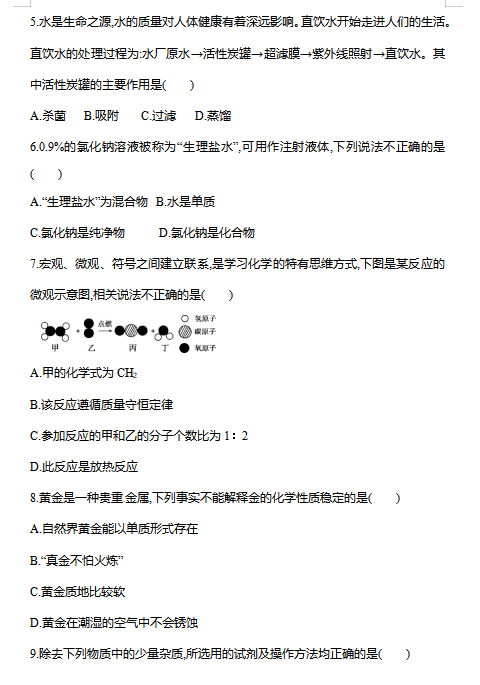 5.水是生命之源,水的质量对人体健康有着深远影响。直饮水开始走进人们的生活。
直饮水的处理过程为:水厂原水→活性炭罐→超滤膜→紫外线照射→直饮水。其
中活性炭罐的主要作用是(　　)
A.杀菌　B.吸附　C.过滤　D.蒸馏
6.0.9%的氯化钠溶液被称为“生理盐水”,可用作注射液体,下列说法不正确的是
(　　)
A.“生理盐水”为混合物 B.水是单质
C.氯化钠是纯净物　　D.氯化钠是化合物
7.宏观、微观、符号之间建立联系,是学习化学的特有思维方式,下图是某反应的
微观示意图,相关说法不正确的是(　　)
+ 点燃 → +
甲 乙 丙 丁
氢原子
碳原子
氧原子
A.甲的化学式为 CH₂
B.该反应遵循质量守恒定律
C.参加反应的甲和乙的分子个数比为 1∶2
D.此反应是放热反应
8.黄金是一种贵重 金属,下列事实不能解释金的化学性质稳定的是(　　)
A.自然界黄金能以单质形式存在
B.“真金不怕火炼”
C.黄金质地比较软
D.黄金在潮湿的空气中不会锈蚀
9.除去下列物质中的少量杂质,所选用的试剂及操作方法均正确的是(　　)